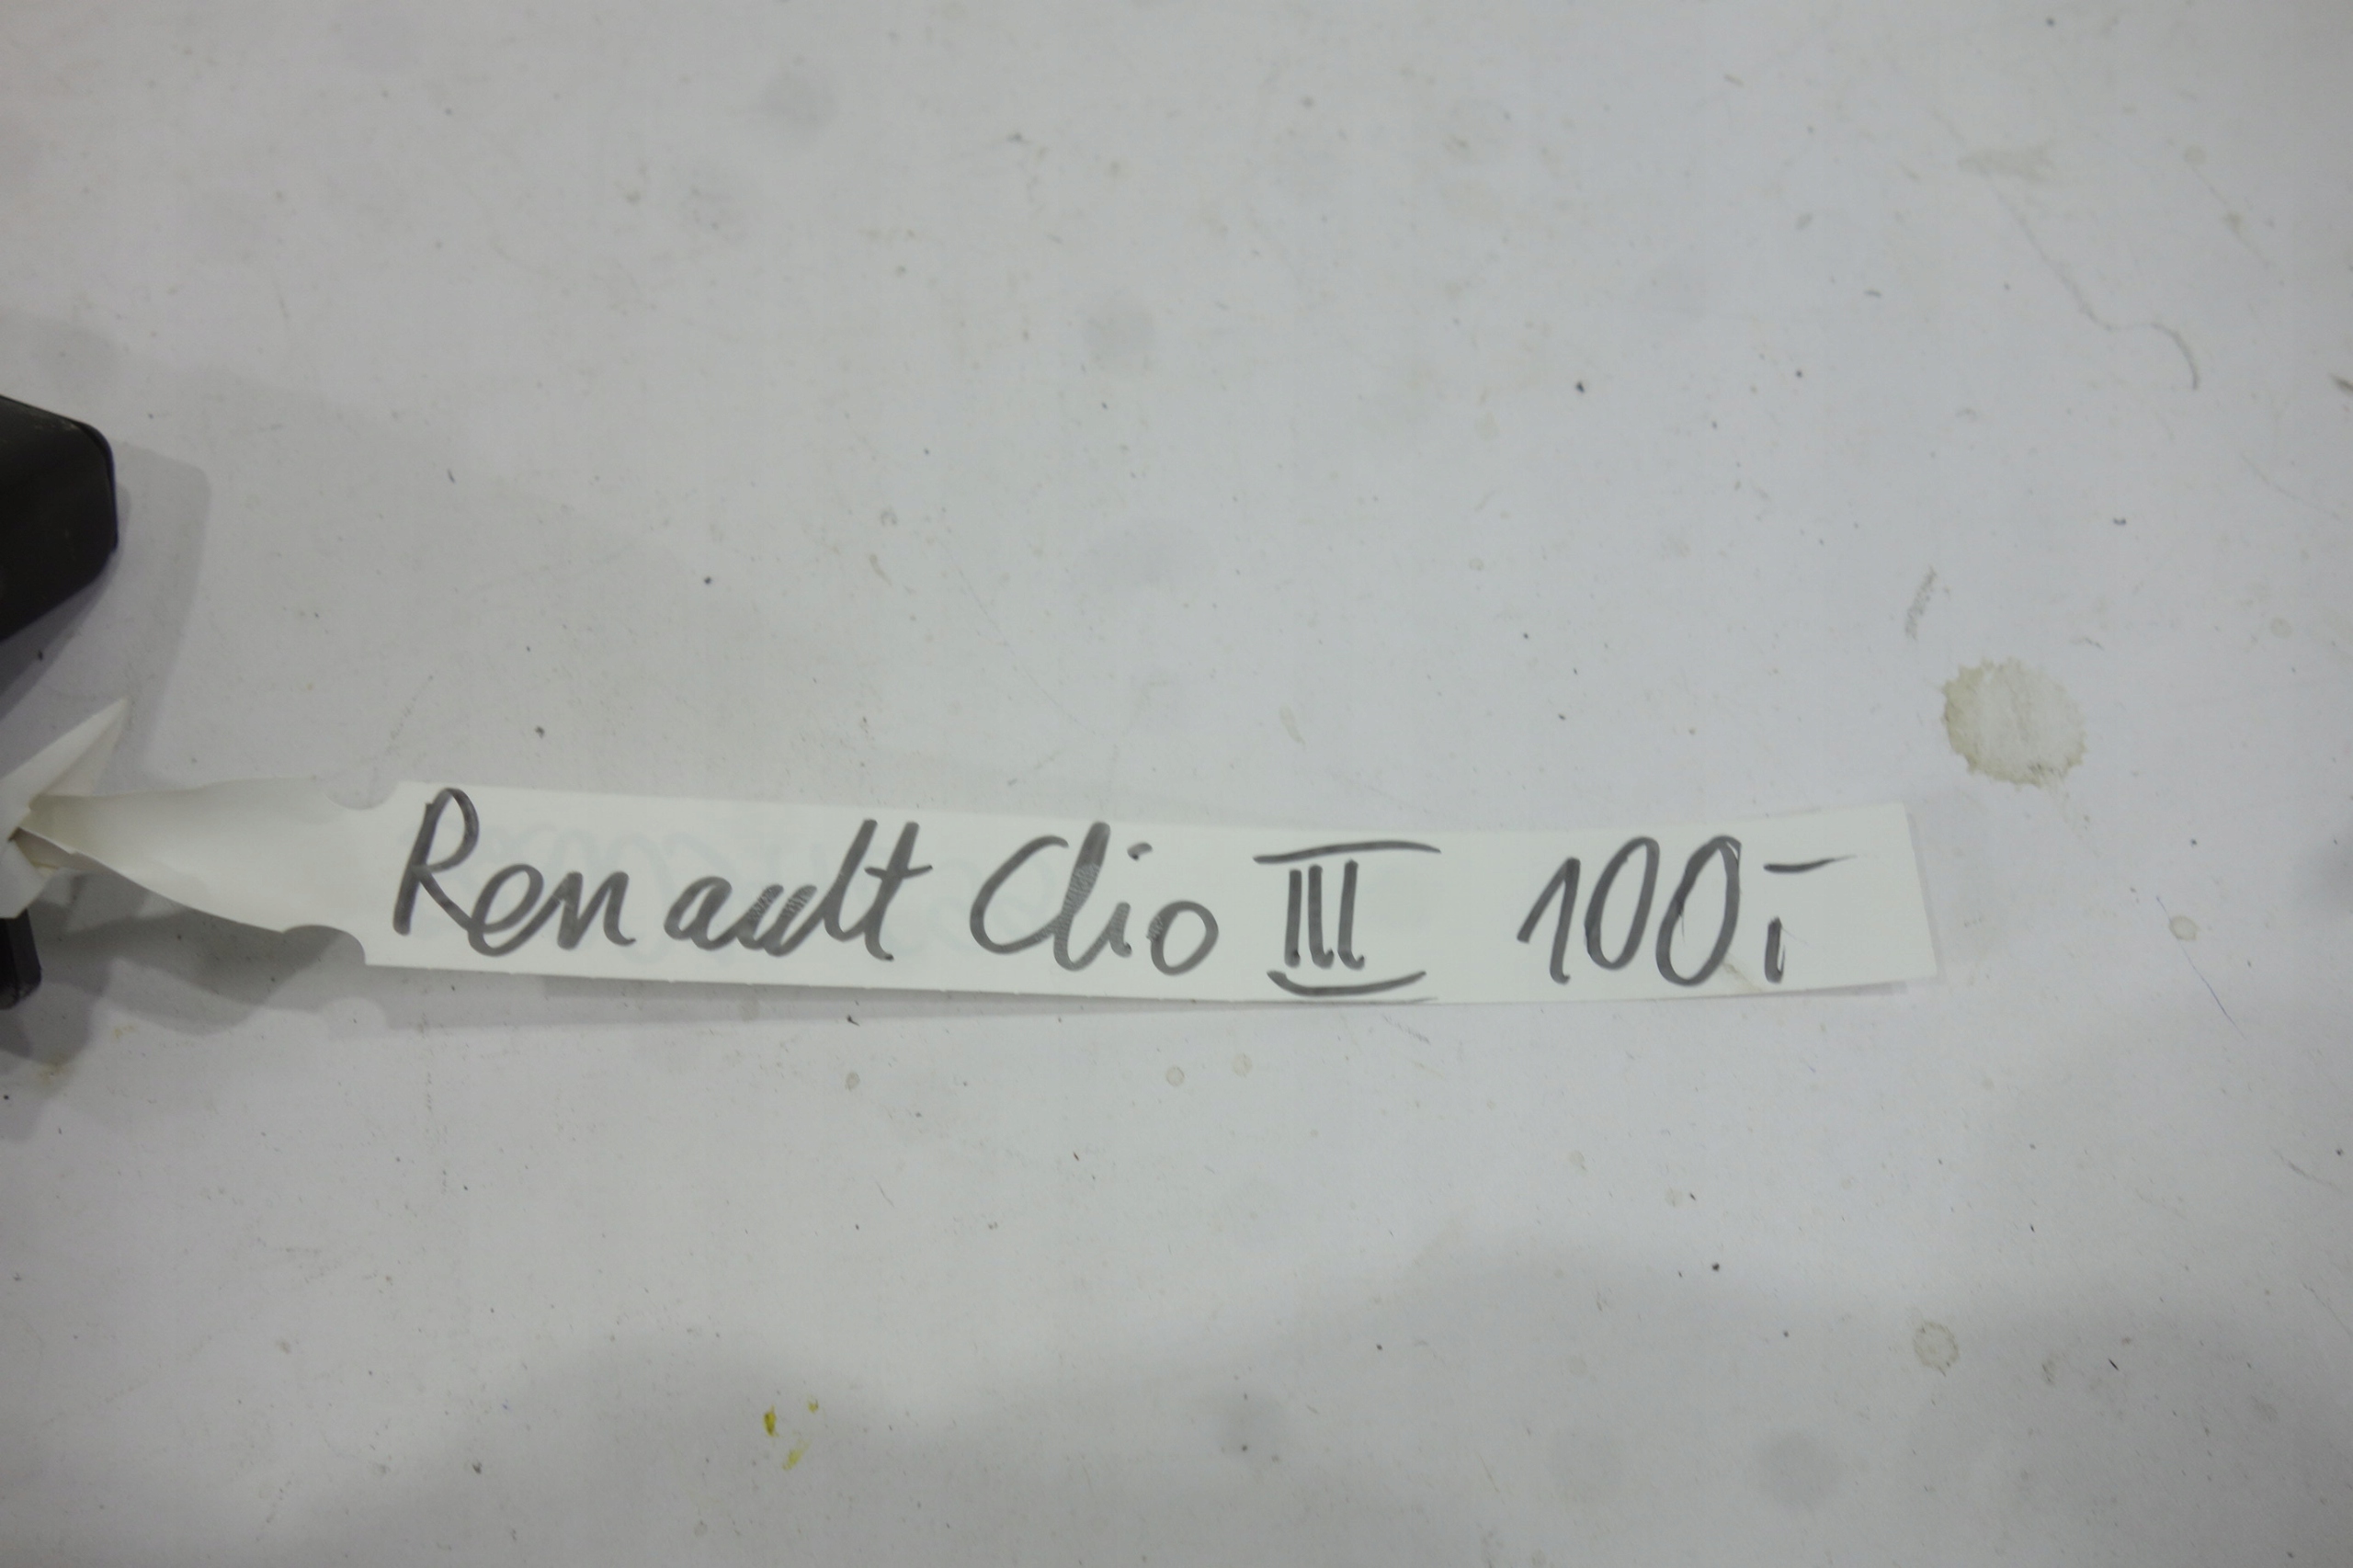 Renault Clio III 100,-